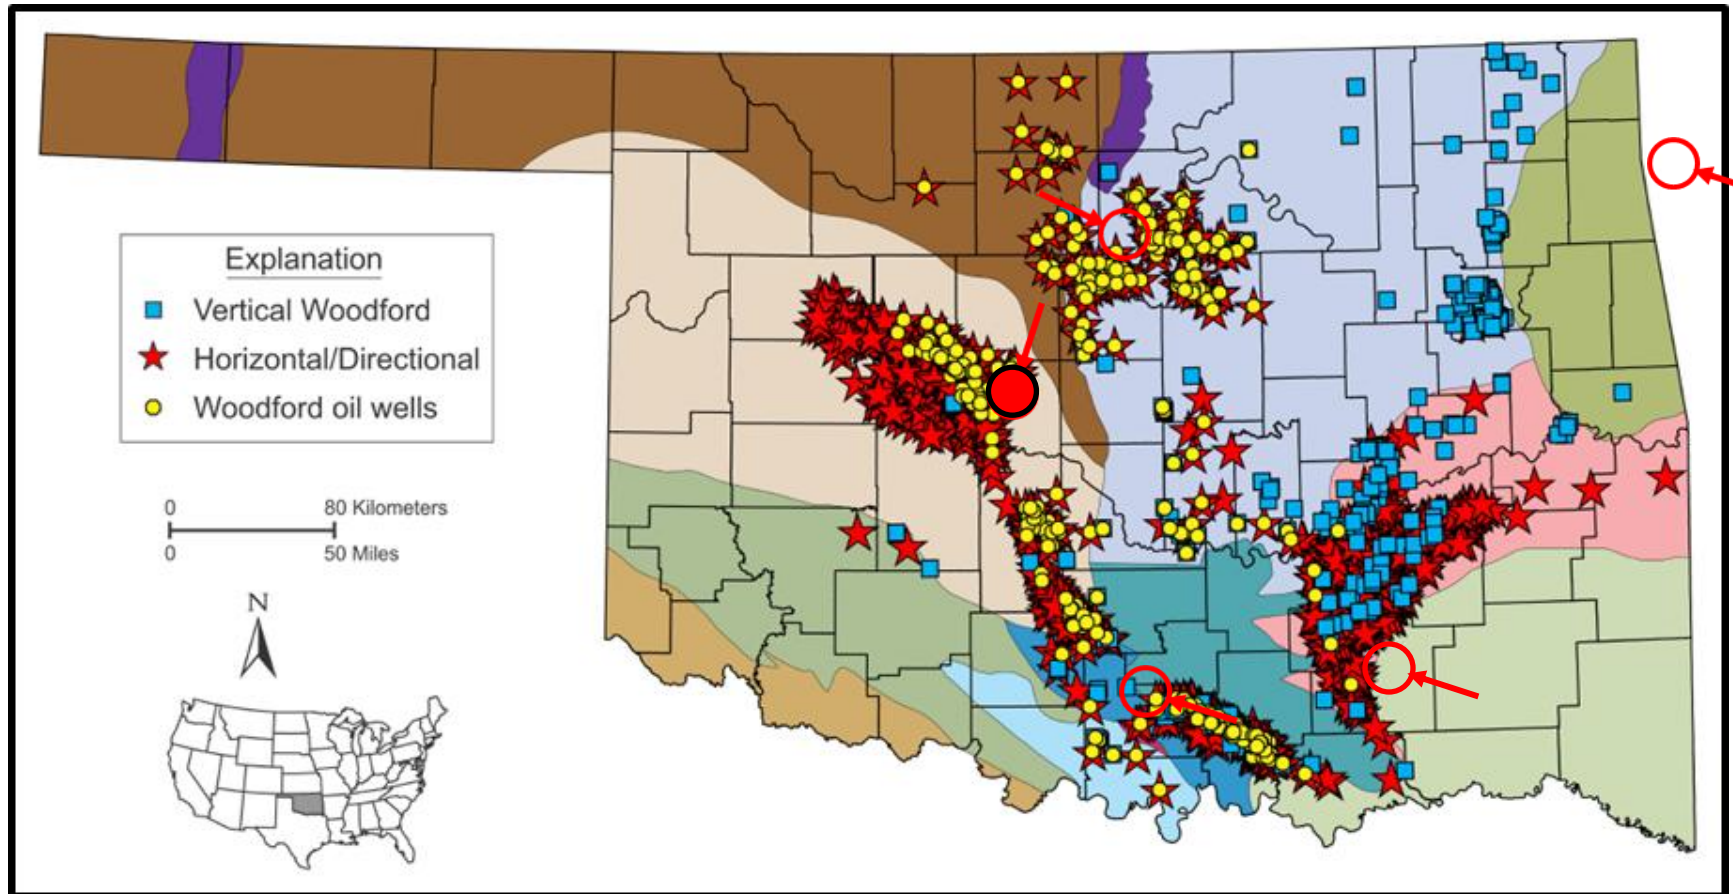 Explanation
Vertical Woodford
Horizontal/Directional
Woodford oil wells
0 80 Kilometers
0 50 Miles
N